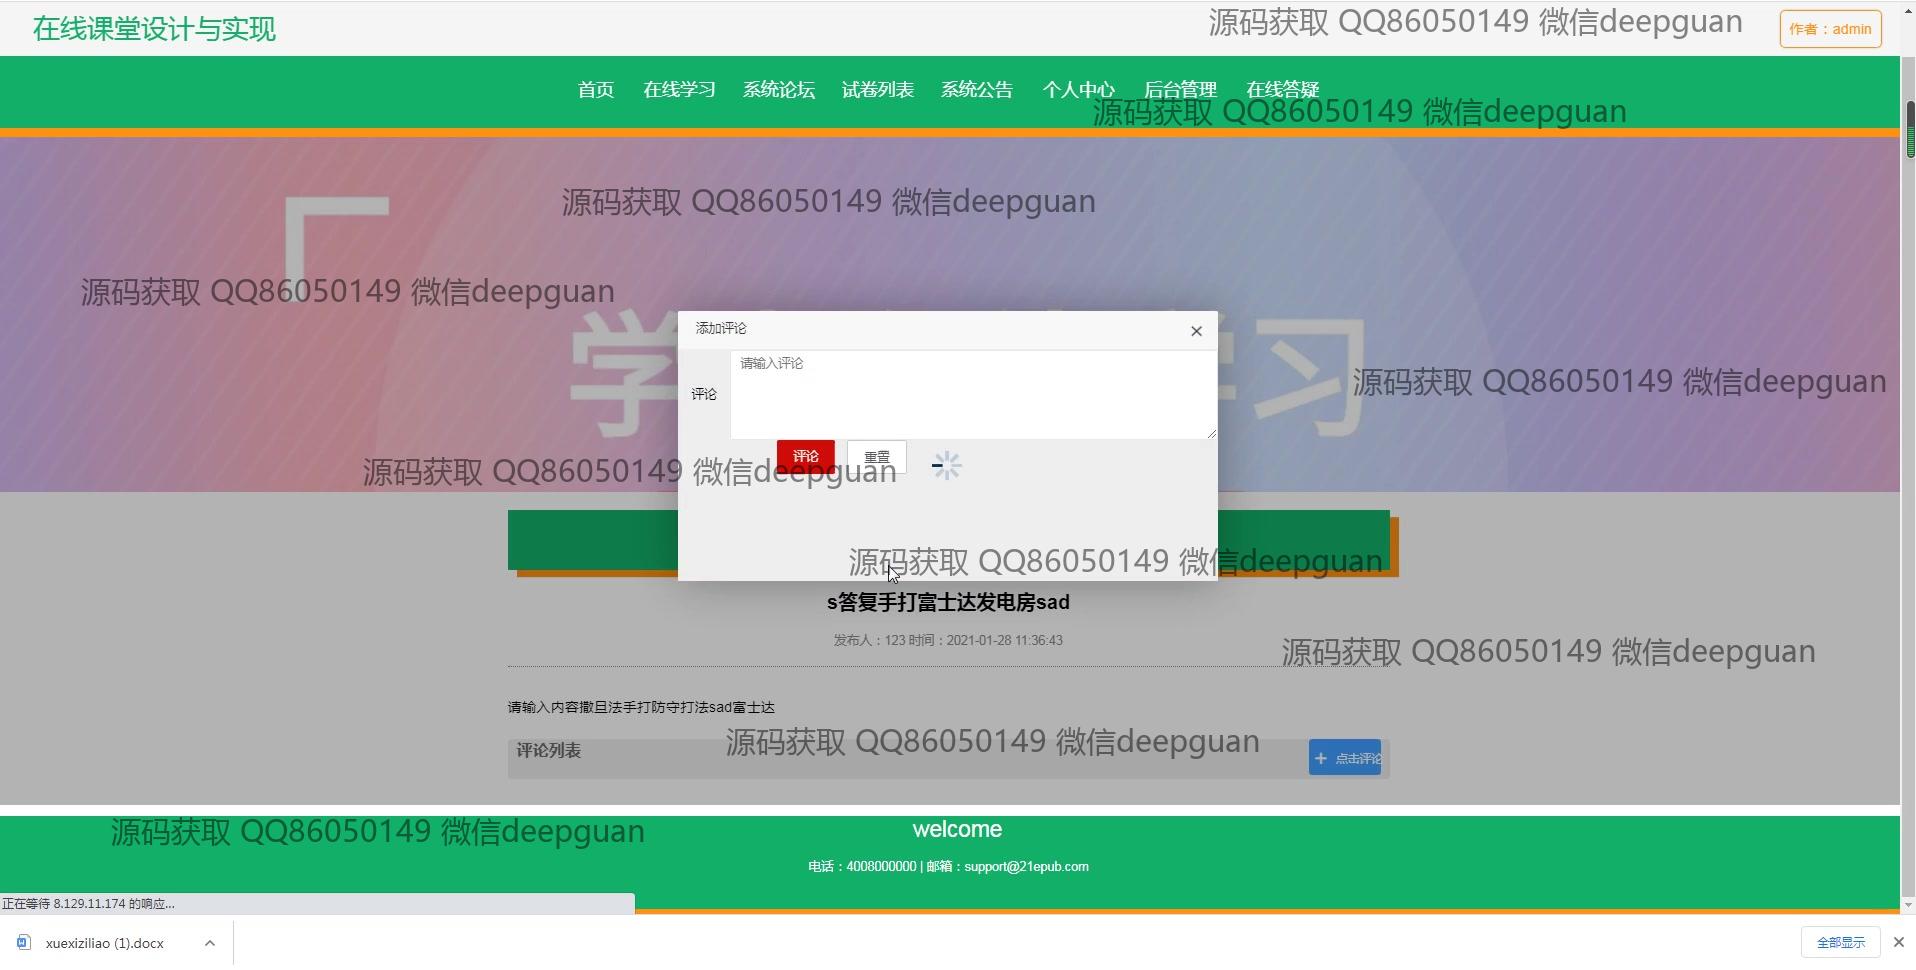 在线课堂设计与实现
源码获取 QQ86050149 微信deepguan
作者：admin
首页 在线学习 系统论坛 试卷列表 系统公告 个人中心 后台管理 在线答疑
源码获取 QQ86050149 微信deepguan
源码获取 QQ86050149 微信deepguan
源码获取 QQ86050149 微信deepguan
添加评论
学 习
请输入评论
源码获取 QQ86050149 微信deepguan
评论
评论 重置
源码获取 QQ86050149 微信deepguan
源码获取 QQ86050149 微信deepguan
s答复手打富士达发电房sad
发布人：123 时间：2021-01-28 11:36:43
源码获取 QQ86050149 微信deepguan
请输入内容撒旦法手打防守打法sad富士达
源码获取 QQ86050149 微信deepguan
评论列表
+ 点击评论
源码获取 QQ86050149 微信deepguan
welcome
电话：4008000000 | 邮箱：support@21epub.com
正在等待 8.129.11.174 的响应...
xuexiziliao (1).docx
全部显示